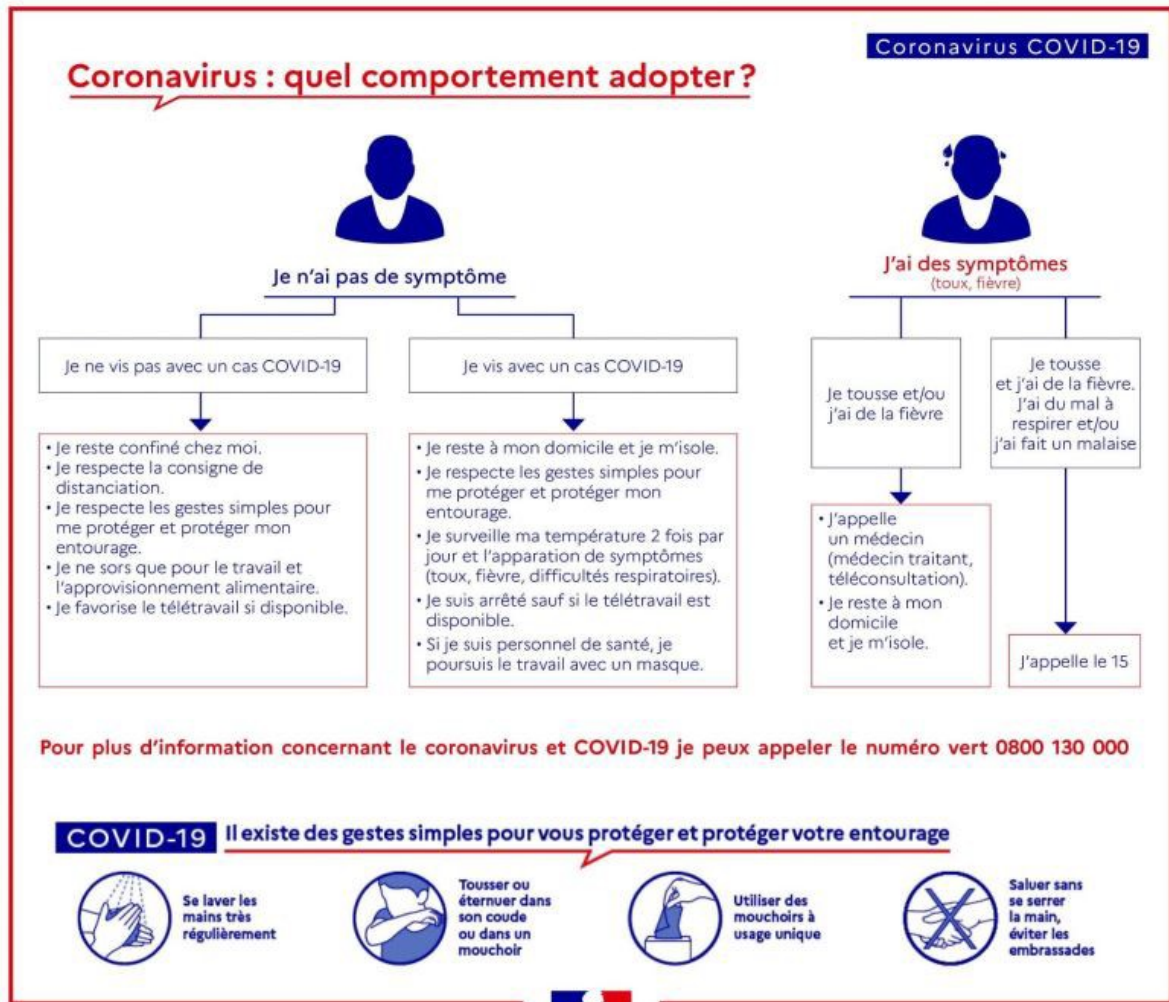 Coronavirus COVID-19
Coronavirus : quel comportement adopter ?
Je n'ai pas de symptôme
Je ne vis pas avec un cas COVID-19
• Je reste confiné chez moi.
• Je respecte la consigne de
distanciation.
• Je respecte les gestes simples pour
me protéger et protéger mon
entourage.
• Je ne sors que pour le travail et
l'approvisionnement alimentaire.
• Je favorise le télétravail si disponible.
Je vis avec un cas COVID-19
• Je reste à mon domicile et je m'isole.
• Je respecte les gestes simples pour
me protéger et protéger mon
entourage.
• Je surveille ma température 2 fois par
jour et l'apparation de symptômes
(toux, fièvre, difficultés respiratoires).
• Je suis arrêté sauf si le télétravail est
disponible.
• Si je suis personnel de santé, je
poursuis le travail avec un masque.
J'ai des symptômes
(toux, fièvre)
Je tousse et/ou
j'ai de la fièvre
• J'appelle
un médecin
(médecin traitant,
téléconsultation).
• Je reste à mon
domicile
et je m'isole.
Je tousse
et j'ai de la fièvre.
J'ai du mal à
respirer et/ou
j'ai fait un malaise
J'appelle le 15
Pour plus d'information concernant le coronavirus et COVID-19 je peux appeler le numéro vert 0800 130 000
COVID-19 Il existe des gestes simples pour vous protéger et protéger votre entourage
Se laver les
mains très
régulièrement
Tousser ou
éternuer dans
son coude
ou dans un
mouchoir
Utiliser des
mouchoirs à
usage unique
Saluer sans
se serrer
la main,
éviter les
embrassades